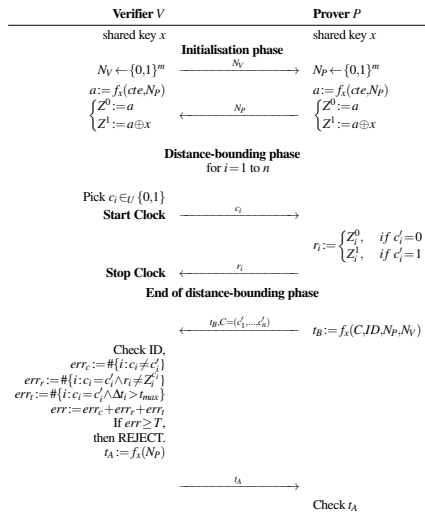 Verifier V Prover P
shared key x shared key x
Initialisation phase
N_V ← {0,1}^m N_V N_P ← {0,1}^m
a := f_x(cte,N_P) a := f_x(cte,N_P)
{ Z^0 := a N_P { Z^0 := a
Z^1 := a⊕x Z^1 := a⊕x
Distance-bounding phase
for i = 1 to n
Pick c_i ∈_U {0,1}
Start Clock c_i
r_i := { Z_i^0, if c'_i = 0
Z_i^1, if c'_i = 1
Stop Clock r_i
End of distance-bounding phase
t_B, C=(c'_1,...,c'_n) t_B := f_x(C,ID,N_P,N_V)
Check ID,
err_c := #{i : c_i ≠ c'_i}
err_r := #{i : c_i = c'_i ∧ r_i ≠ Z_i^{c_i}}
err_t := #{i : c_i = c'_i ∧ Δt_i > t_max}
err := err_c + err_r + err_t
If err ≥ T,
then REJECT.
t_A := f_x(N_P)
t_A
Check t_A